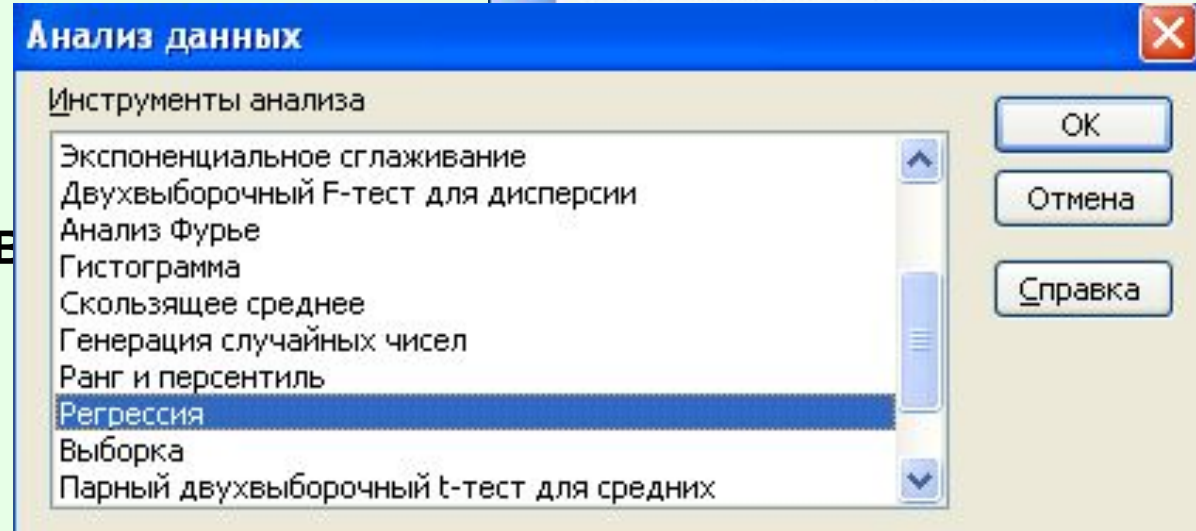 Анализ данных
Инструменты анализа
Экспоненциальное сглаживание
Двухвыборочный F-тест для дисперсии
Анализ Фурье
Гистограмма
Скользящее среднее
Генерация случайных чисел
Ранг и персентиль
Регрессия
Выборка
Парный двухвыборочный t-тест для средних
OK
Отмена
Справка